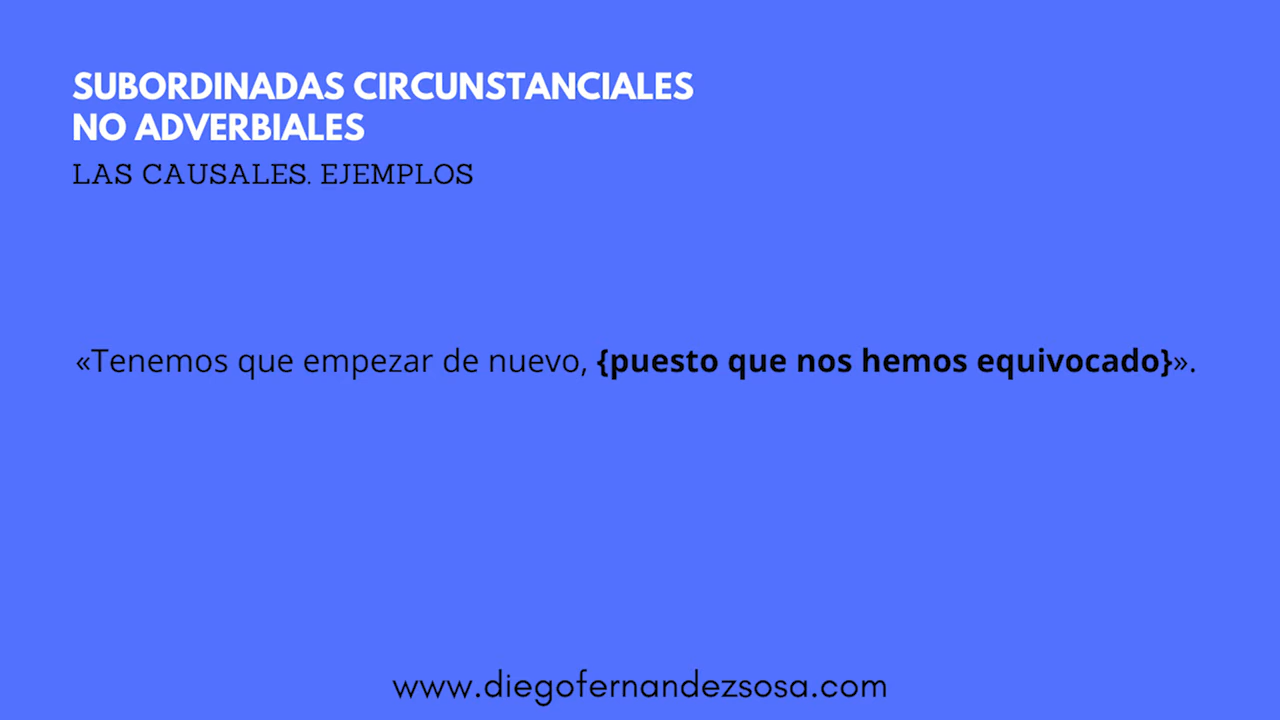 SUBORDINADAS CIRCUNSTANCIALES
NO ADVERBIALES
LAS CAUSALES. EJEMPLOS
«Tenemos que empezar de nuevo, {puesto que nos hemos equivocado}».
www.diegofernandezsosa.com